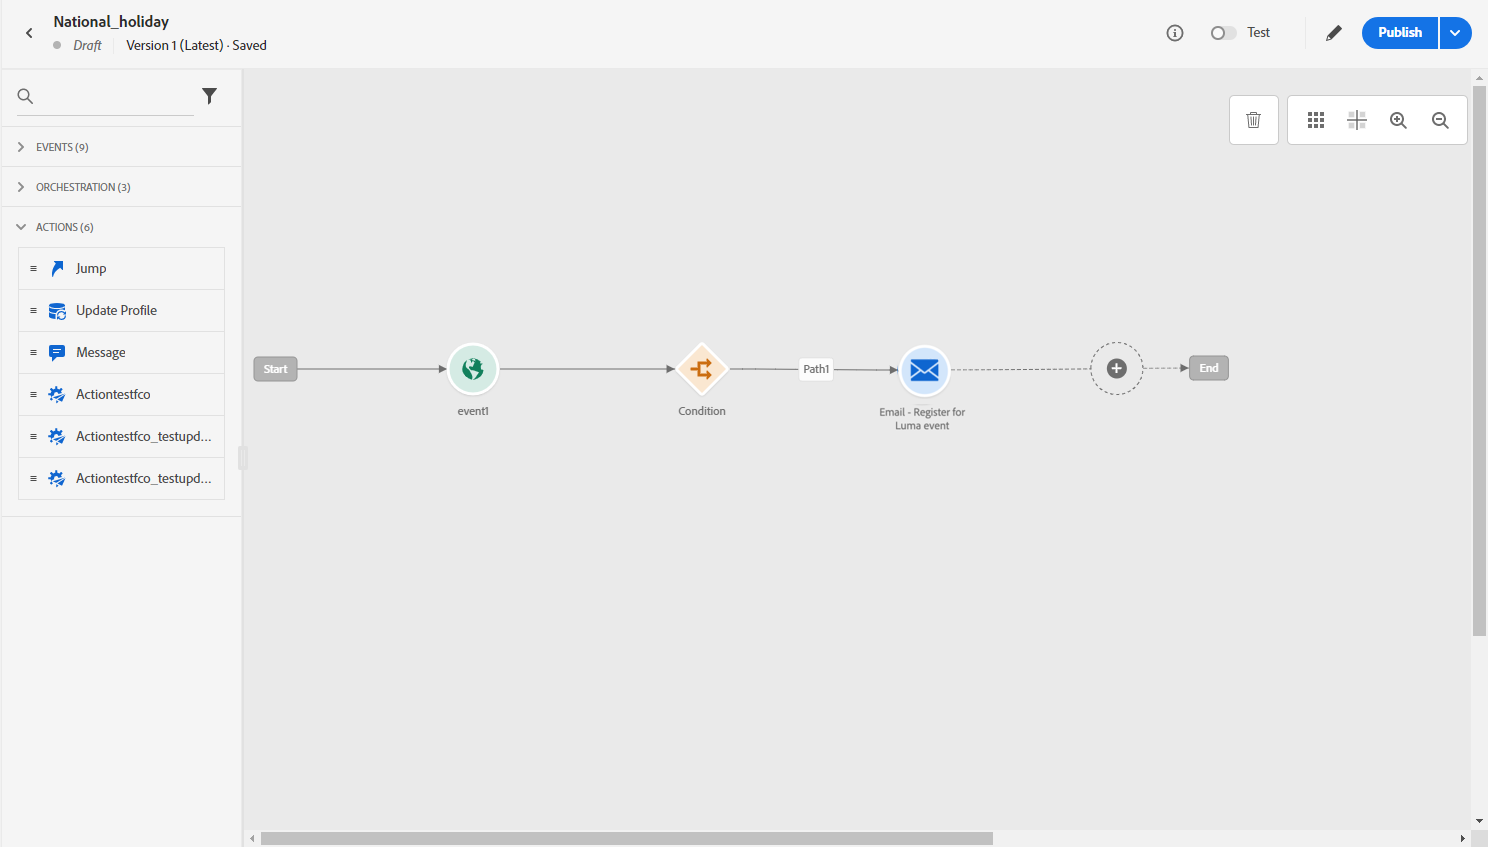 National_holiday
Draft Version 1 (Latest) · Saved
Test
Publish
EVENTS (9)
ORCHESTRATION (3)
ACTIONS (6)
Jump
Update Profile
Message
Actiontestfco
Actiontestfco_testupd...
Actiontestfco_testupd...
Start
event1
Condition
Path1
Email - Register for
Luma event
End